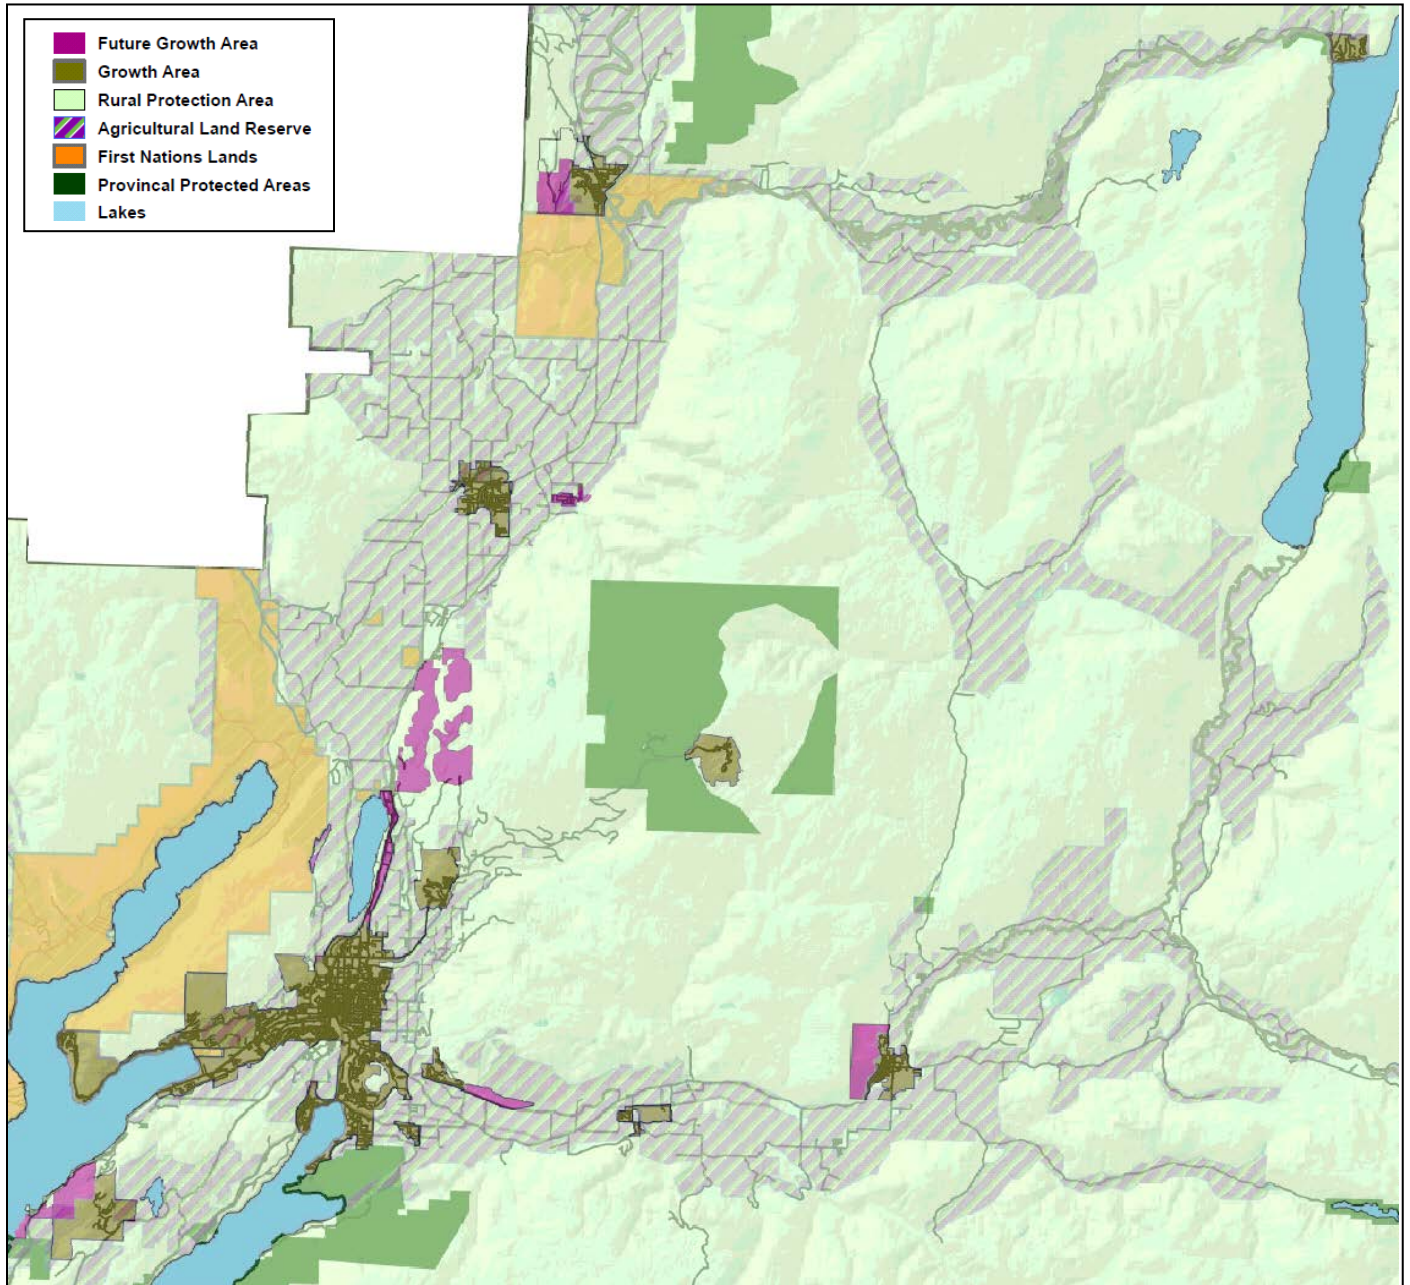 Future Growth Area
Growth Area
Rural Protection Area
Agricultural Land Reserve
First Nations Lands
Provincal Protected Areas
Lakes